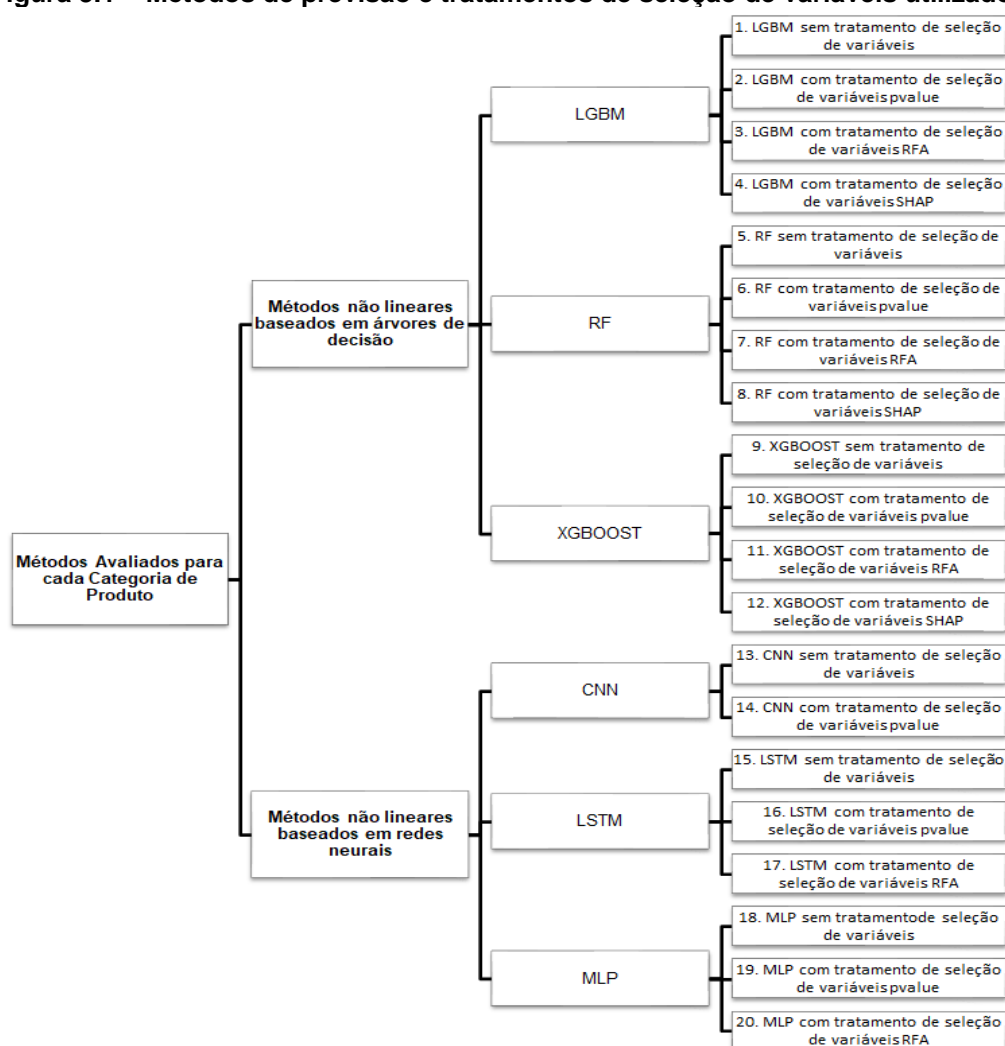 igura 3.1 – Métodos de previsão e tratamentos de seleção de variáveis utilizado
1. LGBM sem tratamento de seleção
de variáveis
2. LGBM com tratamento de seleção
de variáveis pvalue
3. LGBM com tratamento de seleção
de variáveis RFA
4. LGBM com tratamento de seleção
de variáveis SHAP
LGBM
5. RF sem tratamento de seleção de
variáveis
6. RF com tratamento de seleção de
variáveis pvalue
7. RF com tratamento de seleção de
variáveis RFA
8. RF com tratamento de seleção de
variáveis SHAP
RF
Métodos não lineares
baseados em árvores de
decisão
9. XGBOOST sem tratamento de
seleção de variáveis
10. XGBOOST com tratamento de
seleção de variáveis pvalue
11. XGBOOST com tratamento de
seleção de variáveis RFA
12. XGBOOST com tratamento de
seleção de variáveis SHAP
XGBOOST
Métodos Avaliados para
cada Categoria de
Produto
13. CNN sem tratamento de seleção
de variáveis
14. CNN com tratamento de seleção
de variáveis pvalue
CNN
15. LSTM sem tratamento de seleção
de variáveis
16. LSTM com tratamento de
seleção de variáveis pvalue
17. LSTM com tratamento de
seleção de variáveis RFA
LSTM
Métodos não lineares
baseados em redes
neurais
18. MLP sem tratamentode seleção
de variáveis
19. MLP com tratamento de seleção
de variáveis pvalue
20. MLP com tratamento de seleção
de variáveis RFA
MLP